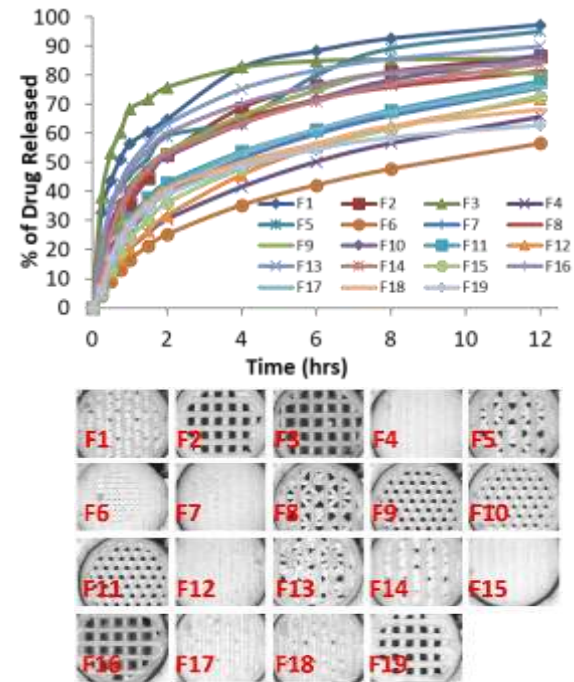 100
90
80
70
60
50
40
30
20
10
0
% of Drug Released
F1 F2 F3 F4
F5 F6 F7 F8
F9 F10 F11 F12
F13 F14 F15 F16
F17 F18 F19
0 2 4 6 8 10 12
Time (hrs)
F1 F2 F3 F4 F5
F6 F7 F8 F9 F10
F11 F12 F13 F14 F15
F16 F17 F18 F19